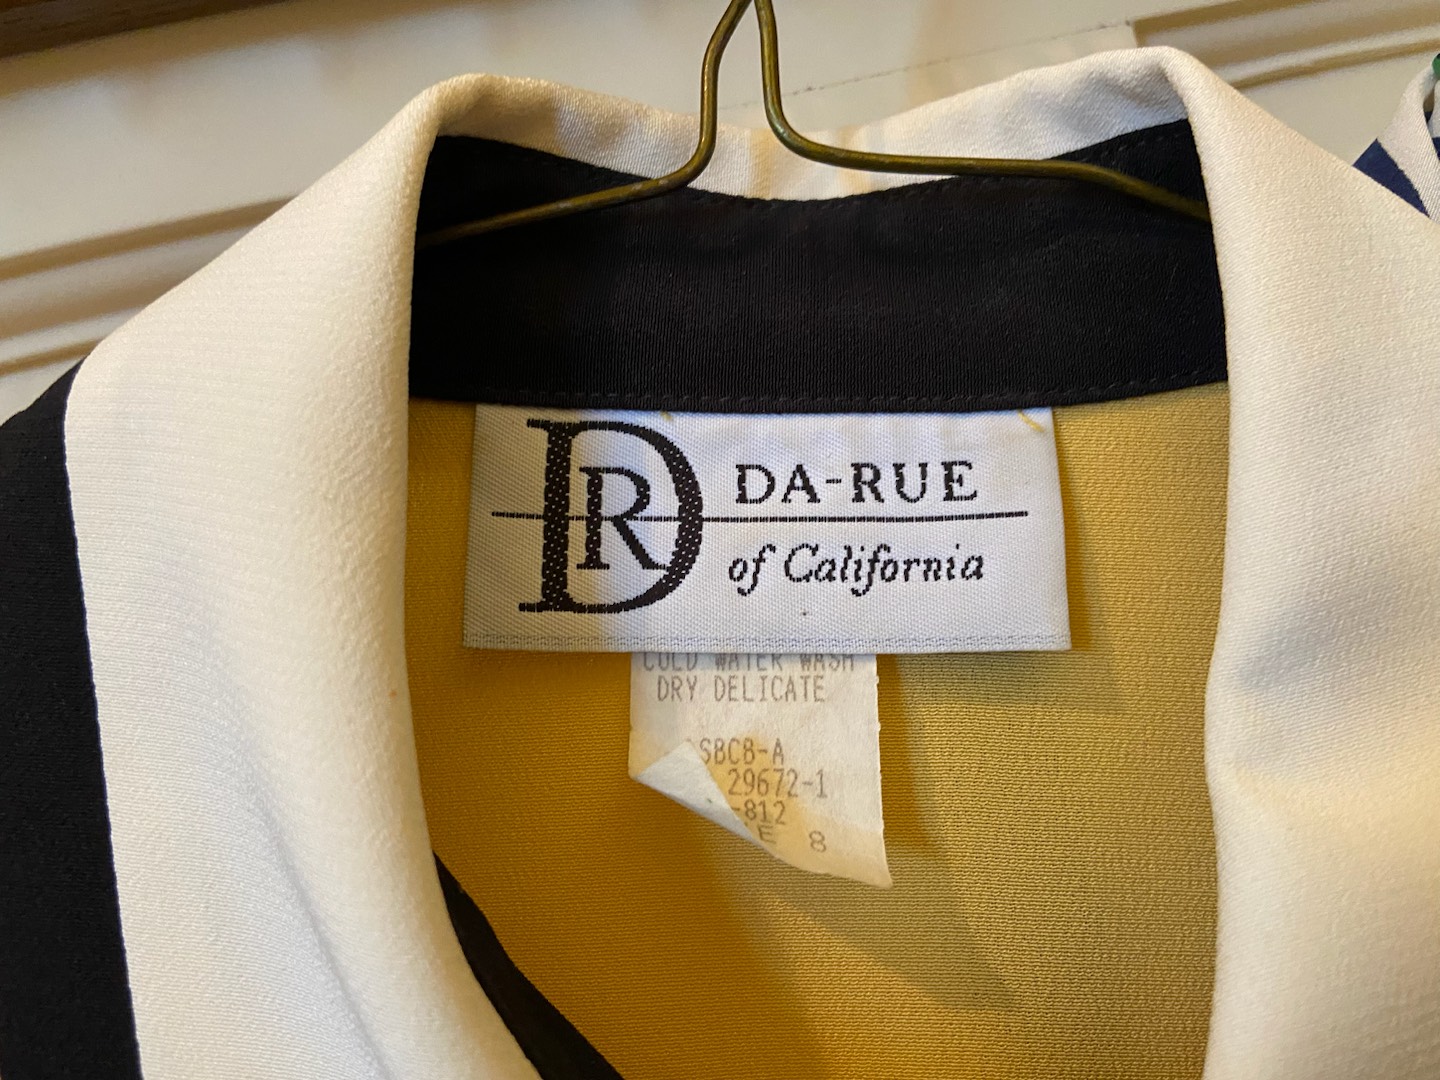 DR
DA-RUE
of California
COLD WATER WASH
DRY DELICATE
SBC8-A
29672-1
-812
E 8